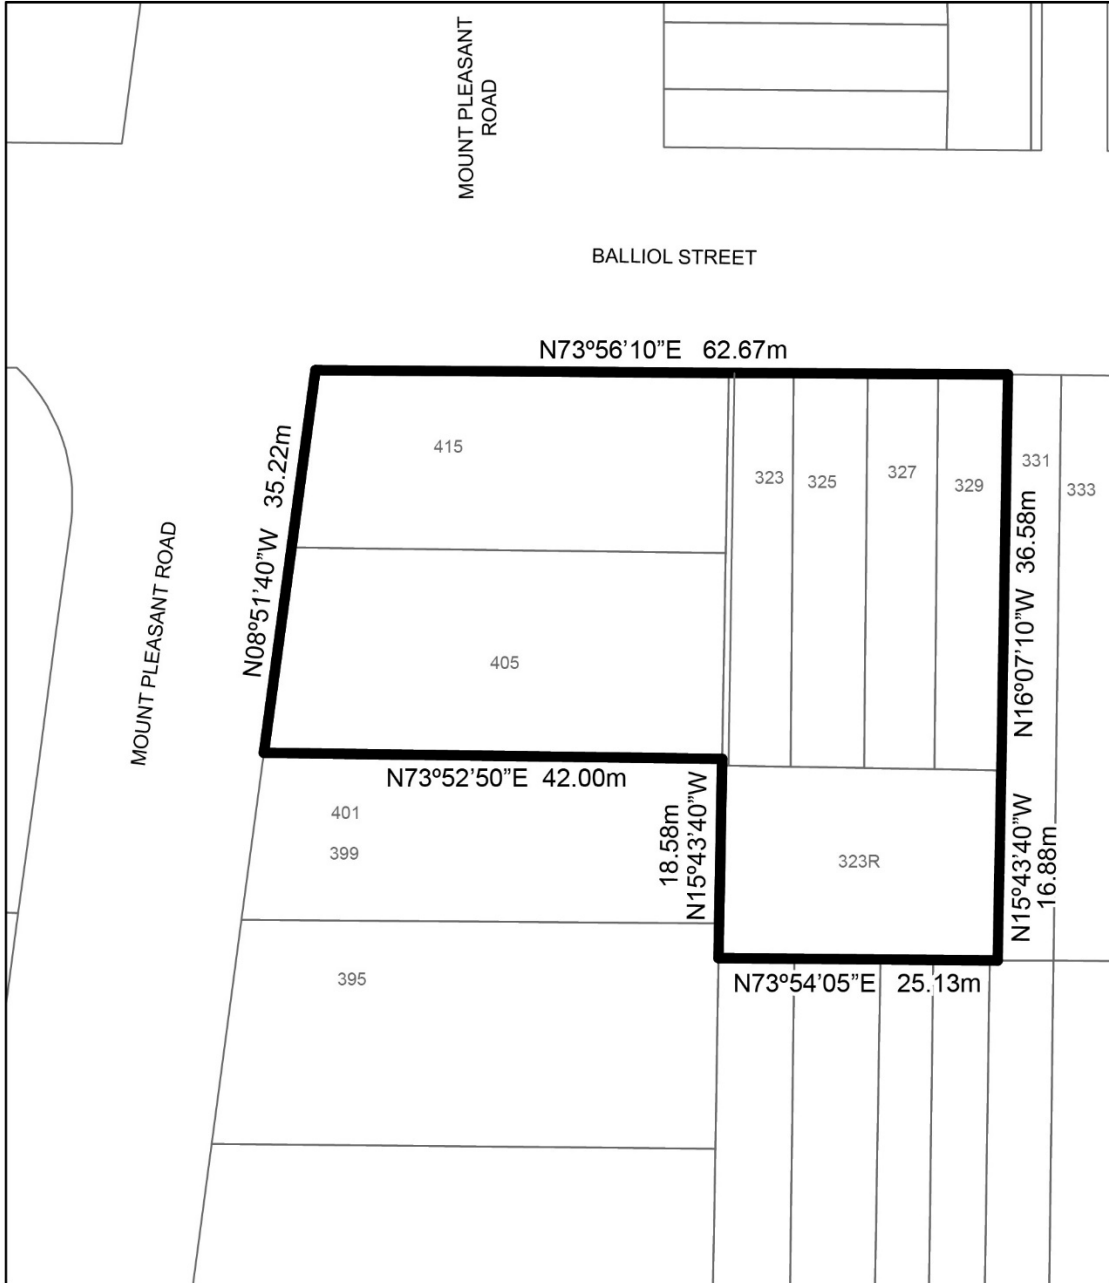 MOUNT PLEASANT
ROAD
BALLIOL STREET
N73º56’10”E 62.67m
415
323
325
327
329
331
333
N08º51’40”W 35.22m
N16º07’10”W 36.58m
MOUNT PLEASANT ROAD
405
N73º52’50”E 42.00m
401
399
18.58m
N15º43’40”W
323R
N15º43’40”W
16.88m
395
N73º54’05”E 25.13m